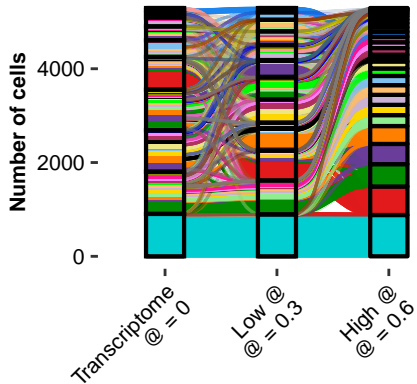 Number of cells
4000
2000
0
Transcriptome
@ = 0
Low @
@ = 0.3
High @
@ = 0.6